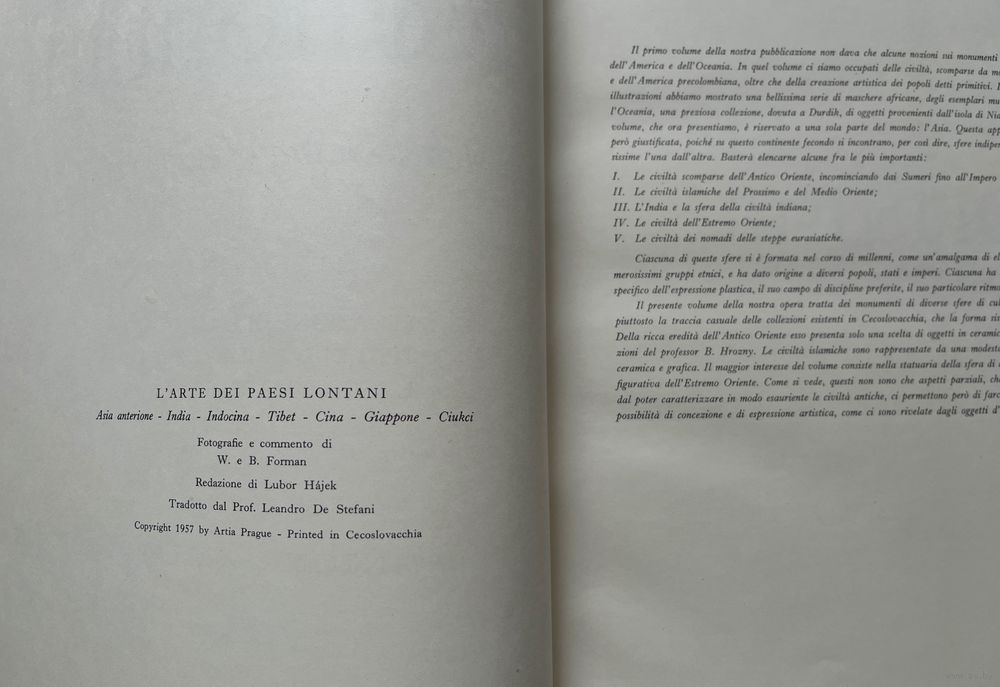 L'ARTE DEI PAESI LONTANI
Asia anterione - India - Indocina - Tibet - Cina - Giappone - Ciukci
Fotografie e commento di
W. e B. Forman
Redazione di Lubor Hájek
Tradotto dal Prof. Leandro De Stefani
Copyright 1957 by Artia Prague - Printed in Cecoslovacchia
Il primo volume della nostra pubblicazione non dava che alcune nozioni sui monumenti
dell'America e dell'Oceania. In quel volume ci siamo occupati delle civiltà, scomparse da
e dell'America precolombiana, oltre che della creazione artistica dei popoli detti primitivi.
illustrazioni abbiamo mostrato una bellissima serie di maschere africane, degli esemplari
l'Oceania, una preziosa collezione, dovuta a Durdik, di oggetti provenienti dall'isola di
volume, che ora presentiamo, è riservato a una sola parte del mondo: l'Asia. Questa
però giustificata, poiché su questo continente fecondo si incontrano, per così dire, sfere
sissime l'una dall'altra. Basterà elencarne alcune fra le più importanti:
I. Le civiltà scomparse dell'Antico Oriente, incominciando dai Sumeri fino all'Impero
II. Le civiltà islamiche del Prossimo e del Medio Oriente;
III. L'India e la sfera della civiltà indiana;
IV. Le civiltà dell'Estremo Oriente;
V. Le civiltà dei nomadi delle steppe eurasiatiche.
Ciascuna di queste sfere si è formata nel corso di millenni, come un'amalgama di
merosissimi gruppi etnici, e ha dato origine a diversi popoli, stati e imperi. Ciascuna ha
specifico dell'espressione plastica, il suo campo di discipline preferite, il suo particolare ritmo
Il presente volume della nostra opera tratta dei monumenti di diverse sfere di
piuttosto la traccia casuale delle collezioni esistenti in Cecoslovacchia, che la forma
Della ricca eredità dell'Antico Oriente esso presenta solo una scelta di oggetti in
zioni del professor B. Hrozny. Le civiltà islamiche sono rappresentate da una
ceramica e grafica. Il maggior interesse del volume consiste nella statuaria della sfera di
figurativa dell'Estremo Oriente. Come si vede, questi non sono che aspetti parziali,
dal poter caratterizzare in modo esauriente le civiltà antiche, ci permettono però di
possibilità di concezione e di espressione artistica, come ci sono rivelate dagli oggetti